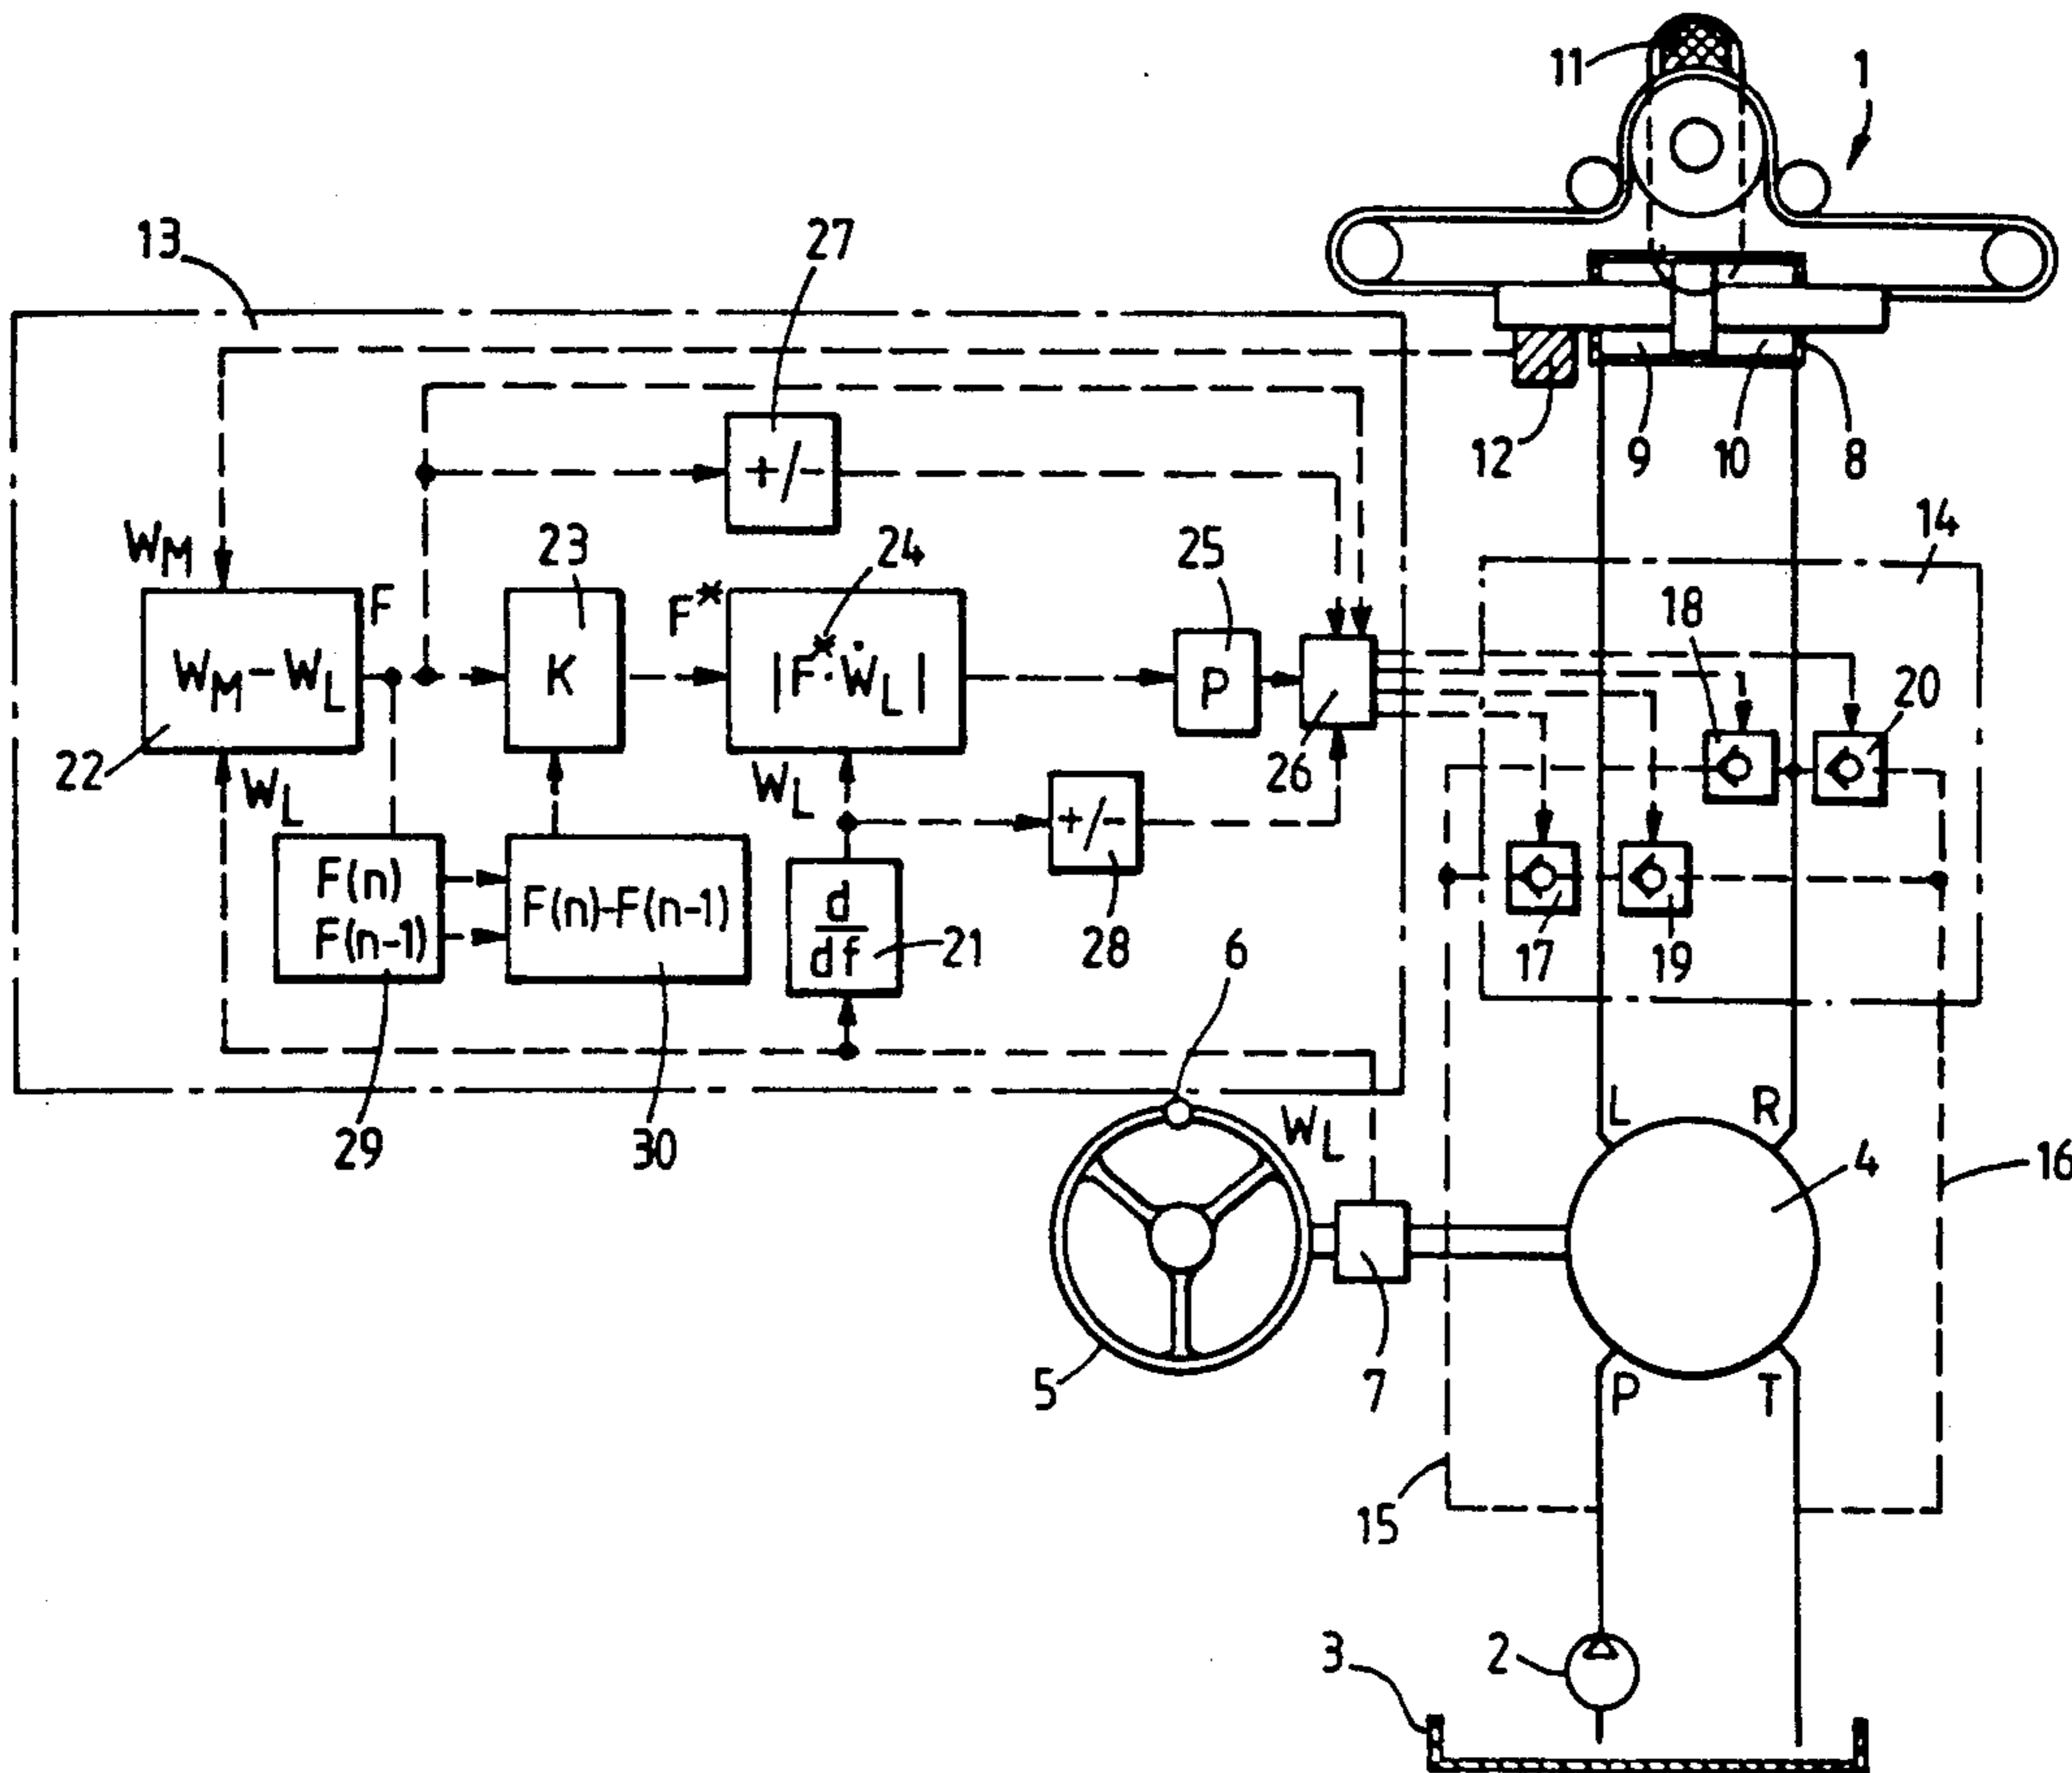 11
1
13
27
+/-
12
9
10
8
14
W_M
23
24
25
F
F*
18
W_M - W_L
K
|F*·Ẇ_L|
P
20
22
W_L
W_L
26
+/-
F(n)
F(n-1)
F(n)-F(n-1)
d
df
21
28
6
17
19
L
R
29
30
W_L
4
16
5
7
P
T
15
3
2